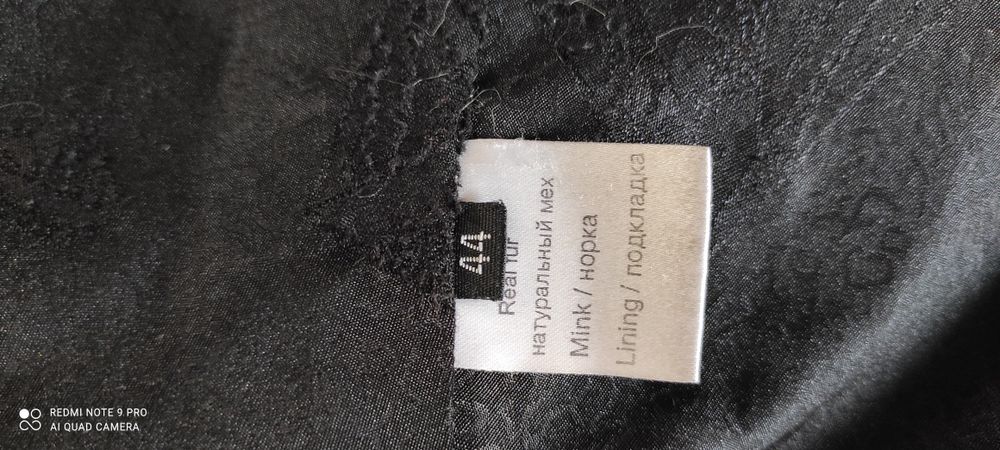 44
Real fur
натуральный мех
Mink / норка
Lining / подкладка
REDMI NOTE 9 PRO
AI QUAD CAMERA